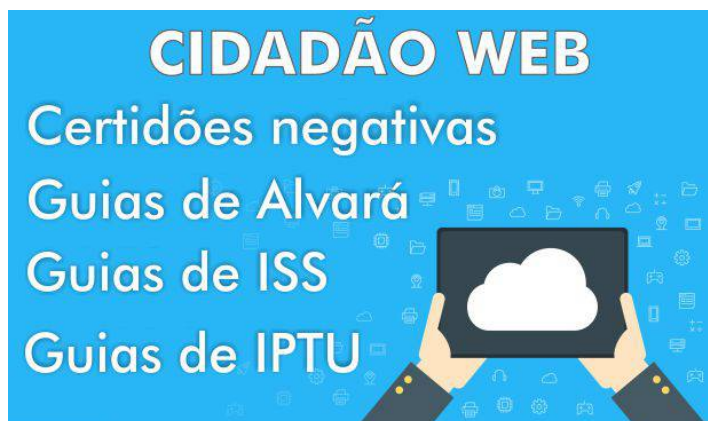 CIDADÃO WEB
Certidões negativas
Guias de Alvará
Guias de ISS
Guias de IPTU